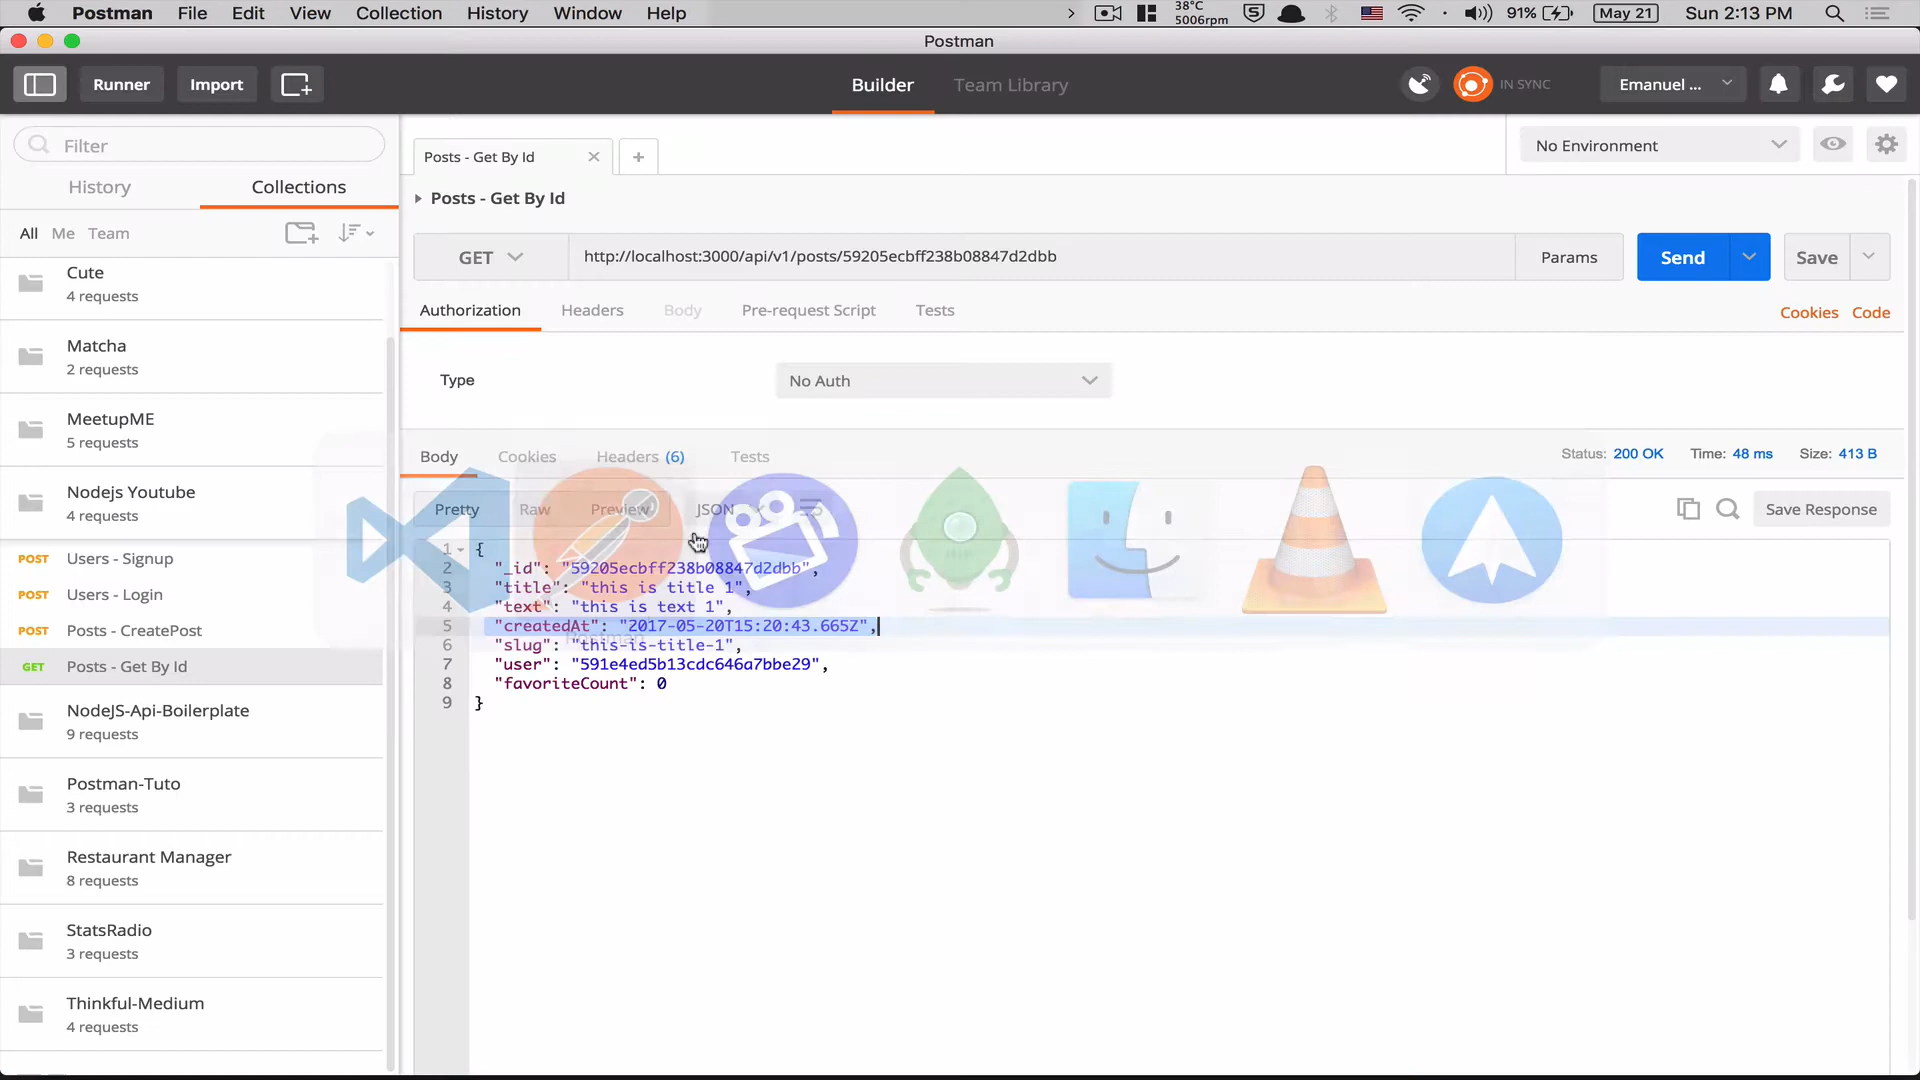 Postman File Edit View Collection History Window Help 38°C 5006rpm 91% May 21 Sun 2:13 PM
Postman
Runner Import Builder Team Library IN SYNC Emanuel ...
Filter
Posts - Get By Id
No Environment
History Collections
Posts - Get By Id
All Me Team
GET http://localhost:3000/api/v1/posts/59205ecbff238b08847d2dbb Params Send Save
Cute
4 requests
Authorization Headers Body Pre-request Script Tests Cookies Code
Matcha
2 requests
Type No Auth
MeetupME
5 requests
Body Cookies Headers (6) Tests Status: 200 OK Time: 48 ms Size: 413 B
Nodejs Youtube
4 requests
Pretty Raw Preview JSON Save Response
POST Users - Signup
POST Users - Login
POST Posts - CreatePost
GET Posts - Get By Id
1 {
2 "_id": "59205ecbff238b08847d2dbb",
3 "title": "this is title 1",
4 "text": "this is text 1",
5 "createdAt": "2017-05-20T15:20:43.665Z",
Postman
6 "slug": "this-is-title-1",
7 "user": "591e4ed5b13cdc646a7bbe29",
8 "favoriteCount": 0
9 }
NodeJS-Api-Boilerplate
9 requests
Postman-Tuto
3 requests
Restaurant Manager
8 requests
StatsRadio
3 requests
Thinkful-Medium
4 requests